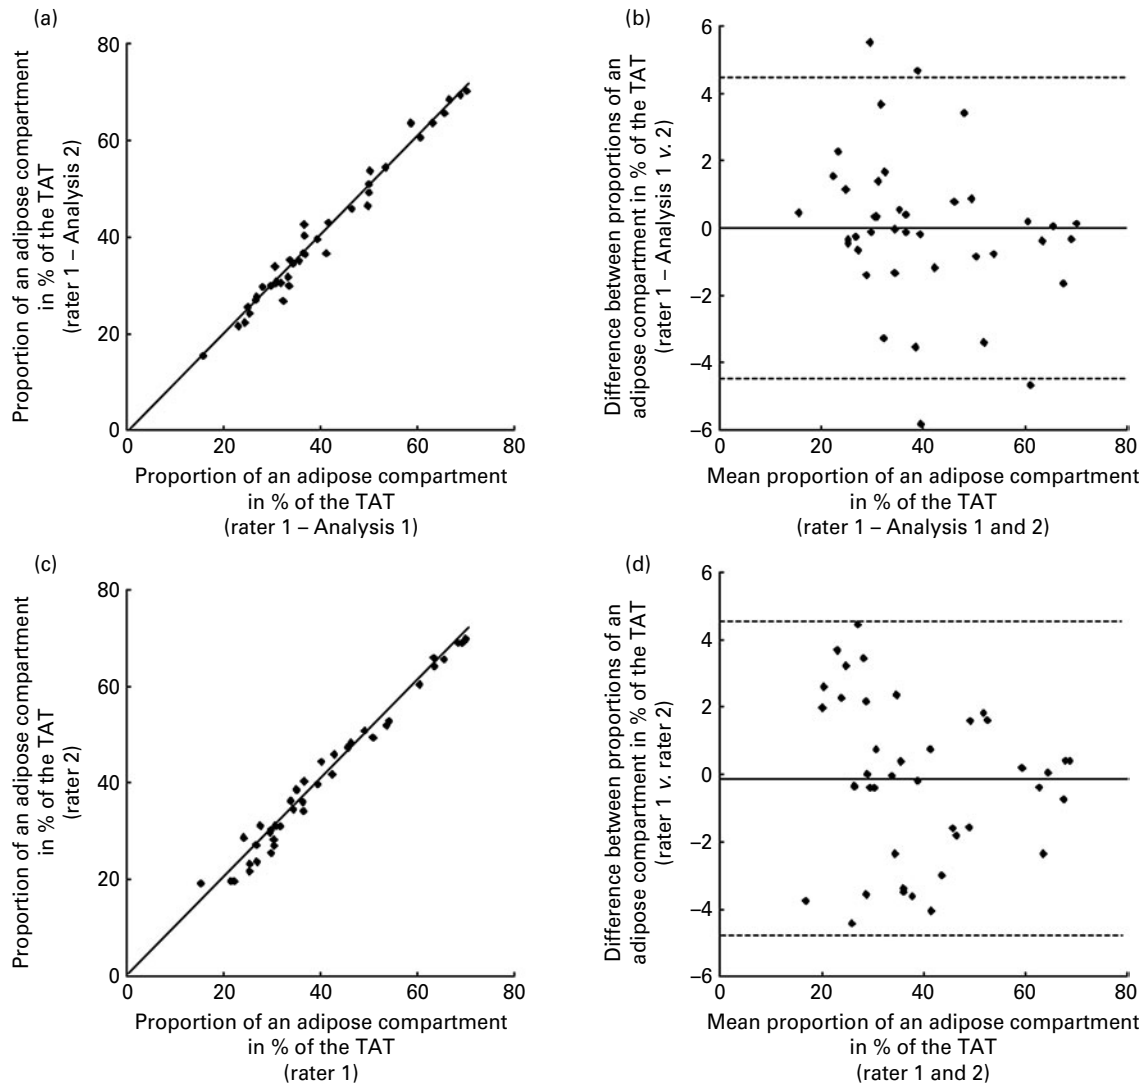 (a)
Proportion of an adipose compartment
in % of the TAT
(rater 1 – Analysis 2)
80
60
40
20
0
0 20 40 60 80
Proportion of an adipose compartment
in % of the TAT
(rater 1 – Analysis 1)
(b)
Difference between proportions of an
adipose compartment in % of the TAT
(rater 1 – Analysis 1 v. 2)
6
4
2
0
−2
−4
−6
0 20 40 60 80
Mean proportion of an adipose compartment
in % of the TAT
(rater 1 – Analysis 1 and 2)
(c)
Proportion of an adipose compartment
in % of the TAT
(rater 2)
80
60
40
20
0
0 20 40 60 80
Proportion of an adipose compartment
in % of the TAT
(rater 1)
(d)
Difference between proportions of an
adipose compartment in % of the TAT
(rater 1 v. rater 2)
6
4
2
0
−2
−4
−6
0 20 40 60 80
Mean proportion of an adipose compartment
in % of the TAT
(rater 1 and 2)